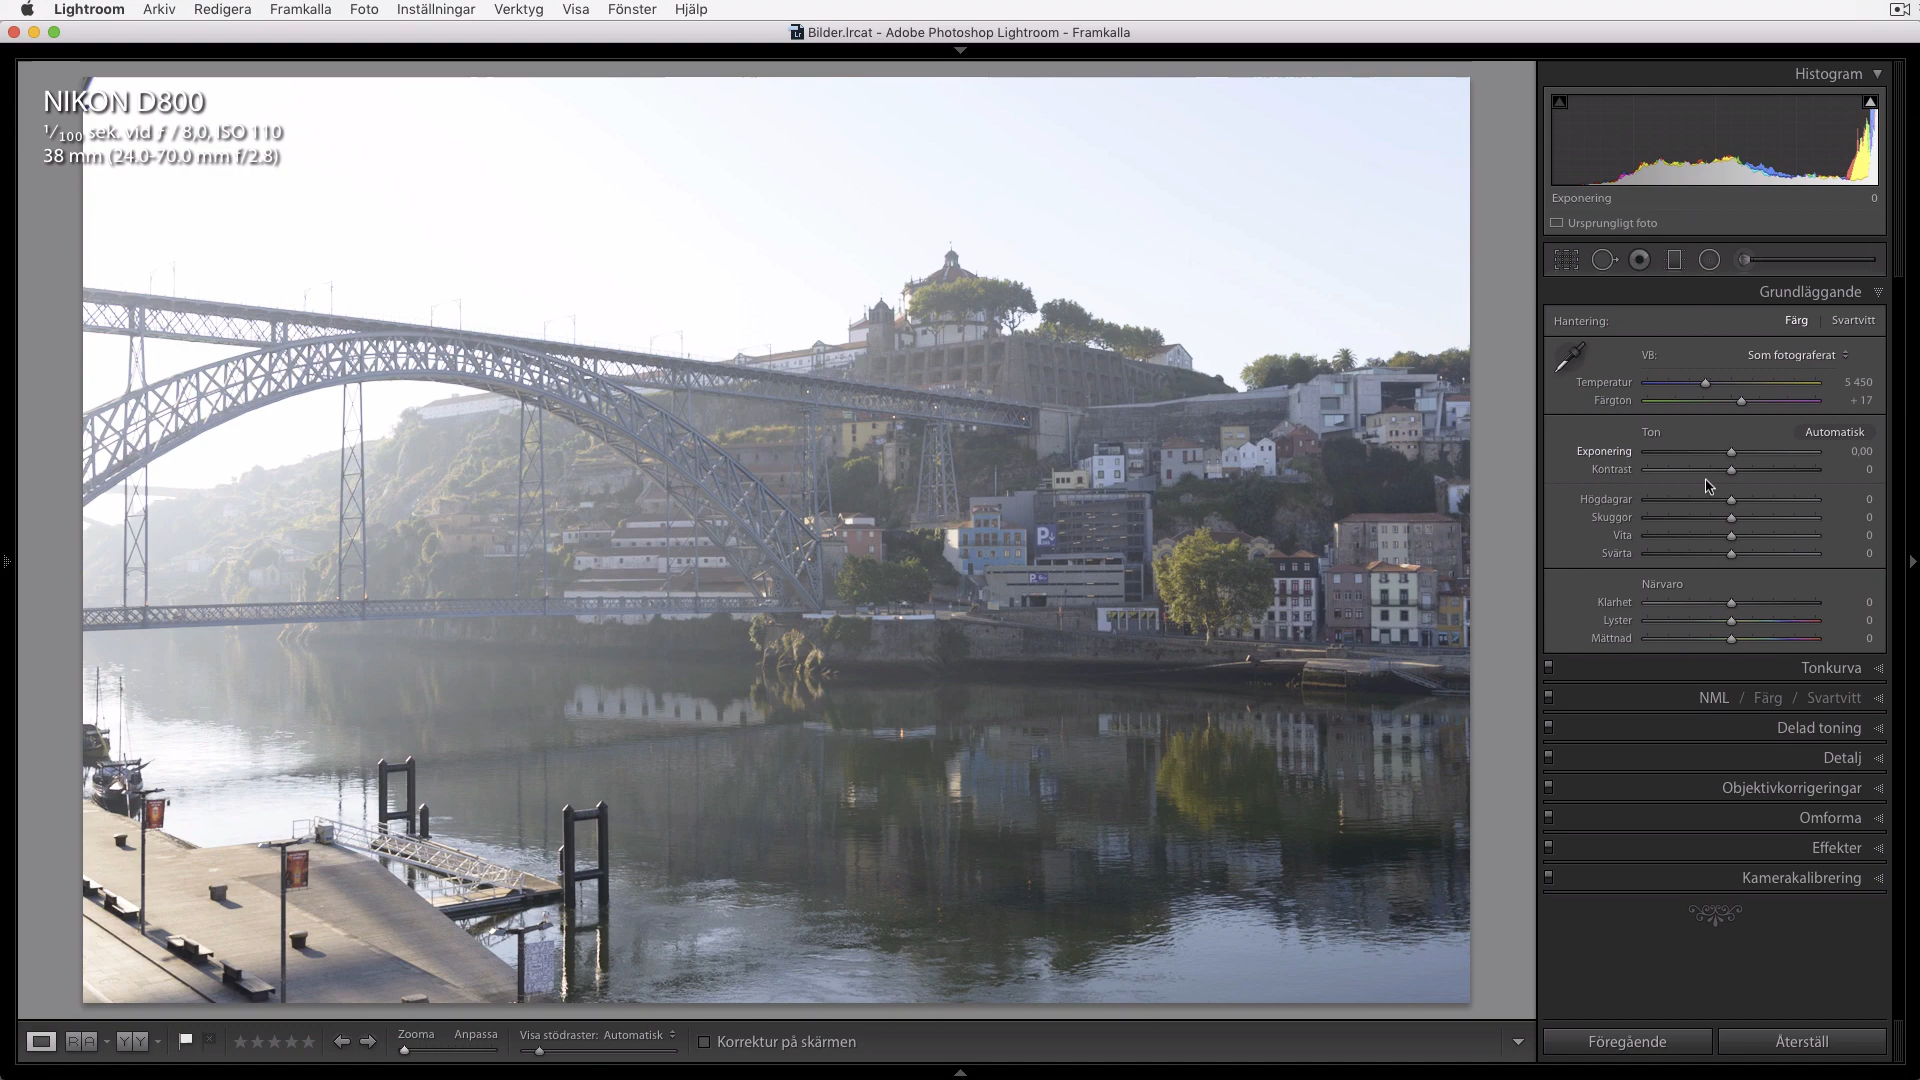 Lightroom Arkiv Redigera Framkalla Foto Inställningar Verktyg Visa Fönster Hjälp
Bilder.lrcat - Adobe Photoshop Lightroom - Framkalla
NIKON D800
1/100 sek. vid ƒ / 8,0, ISO 110
38 mm (24.0-70.0 mm f/2.8)
Histogram
Exponering 0
Ursprungligt foto
Grundläggande
Hantering: Färg | Svartvitt
VB: Som fotograferat
Temperatur 5 450
Färgton + 17
Ton Automatisk
Exponering 0,00
Kontrast 0
Högdagrar 0
Skuggor 0
Vita 0
Svärta 0
Närvaro
Klarhet 0
Lyster 0
Mättnad 0
Tonkurva
NML / Färg / Svartvitt
Delad toning
Detalj
Objektivkorrigeringar
Omforma
Effekter
Kamerakalibrering
R A Y Y Zooma Anpassa Visa stödraster: Automatisk Korrektur på skärmen
Föregående Återställ